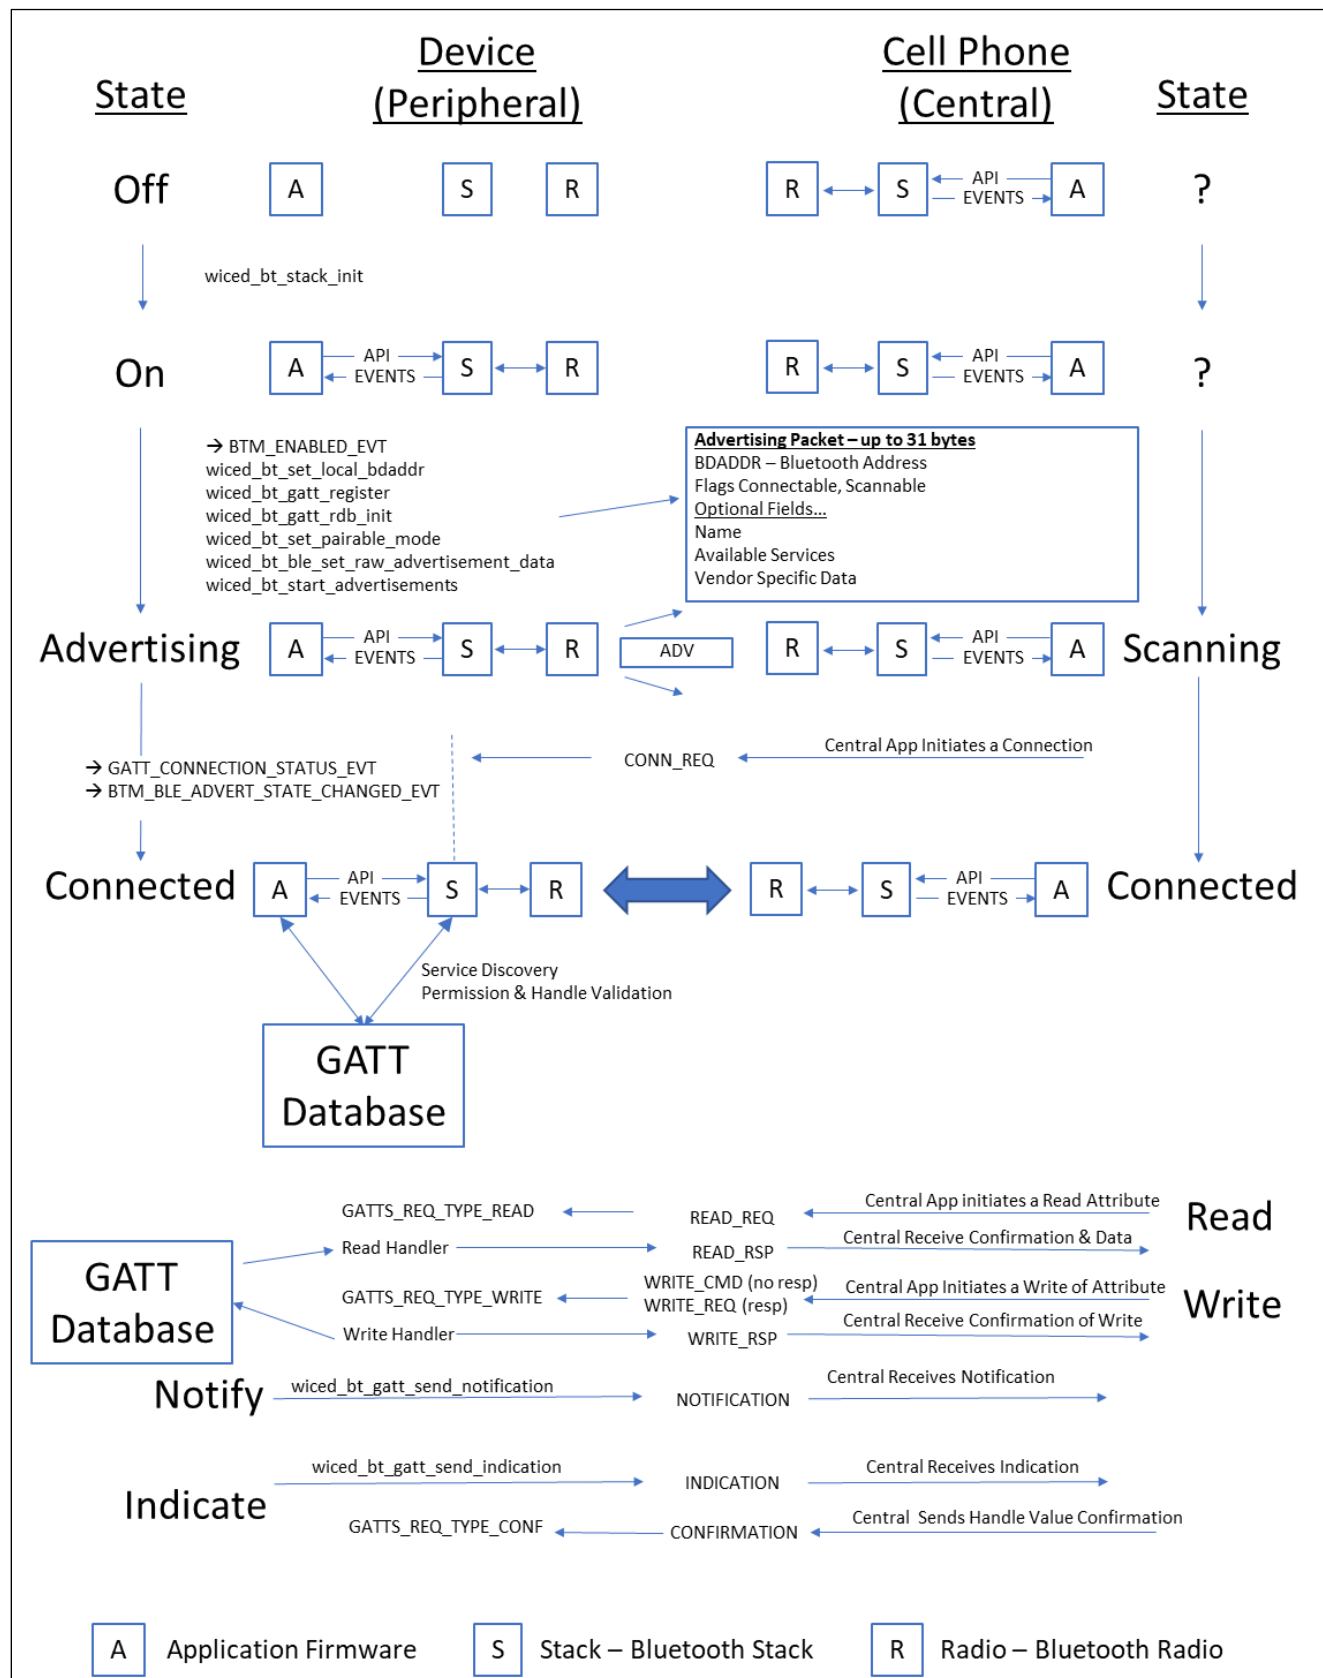 Device
(Peripheral)
Cell Phone
(Central)
State
State
Off
A
S
R
R
S
API
EVENTS
A
?
wiced_bt_stack_init
On
A
API
EVENTS
S
R
R
S
API
EVENTS
A
?
→ BTM_ENABLED_EVT
wiced_bt_set_local_bdaddr
wiced_bt_gatt_register
wiced_bt_gatt_rdb_init
wiced_bt_set_pairable_mode
wiced_bt_ble_set_raw_advertisement_data
wiced_bt_start_advertisements
Advertising Packet – up to 31 bytes
BDADDR – Bluetooth Address
Flags Connectable, Scannable
Optional Fields...
Name
Available Services
Vendor Specific Data
Advertising
A
API
EVENTS
S
R
ADV
R
S
API
EVENTS
A
Scanning
CONN_REQ
Central App Initiates a Connection
→ GATT_CONNECTION_STATUS_EVT
→ BTM_BLE_ADVERT_STATE_CHANGED_EVT
Connected
A
API
EVENTS
S
R
R
S
API
EVENTS
A
Connected
Service Discovery
Permission & Handle Validation
GATT
Database
GATTS_REQ_TYPE_READ
READ_REQ
Central App initiates a Read Attribute
Read
Read Handler
READ_RSP
Central Receive Confirmation & Data
GATT
Database
GATTS_REQ_TYPE_WRITE
WRITE_CMD (no resp)
WRITE_REQ (resp)
Central App Initiates a Write of Attribute
Write
Write Handler
WRITE_RSP
Central Receive Confirmation of Write
Notify
wiced_bt_gatt_send_notification
NOTIFICATION
Central Receives Notification
Indicate
wiced_bt_gatt_send_indication
INDICATION
Central Receives Indication
GATTS_REQ_TYPE_CONF
CONFIRMATION
Central Sends Handle Value Confirmation
A
Application Firmware
S
Stack – Bluetooth Stack
R
Radio – Bluetooth Radio